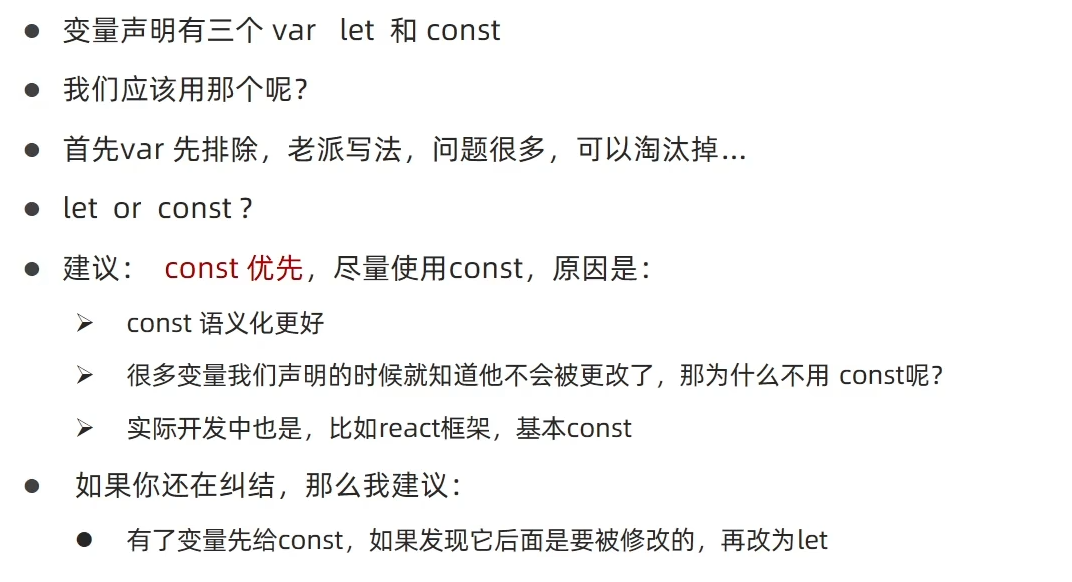 ● 变量声明有三个 var let 和 const
● 我们应该用那个呢？
● 首先var 先排除，老派写法，问题很多，可以淘汰掉…
● let or const ?
● 建议： const 优先，尽量使用const，原因是：
➢ const 语义化更好
➢ 很多变量我们声明的时候就知道他不会被更改了，那为什么不用 const呢？
➢ 实际开发中也是，比如react框架，基本const
● 如果你还在纠结，那么我建议：
● 有了变量先给const，如果发现它后面是要被修改的，再改为let